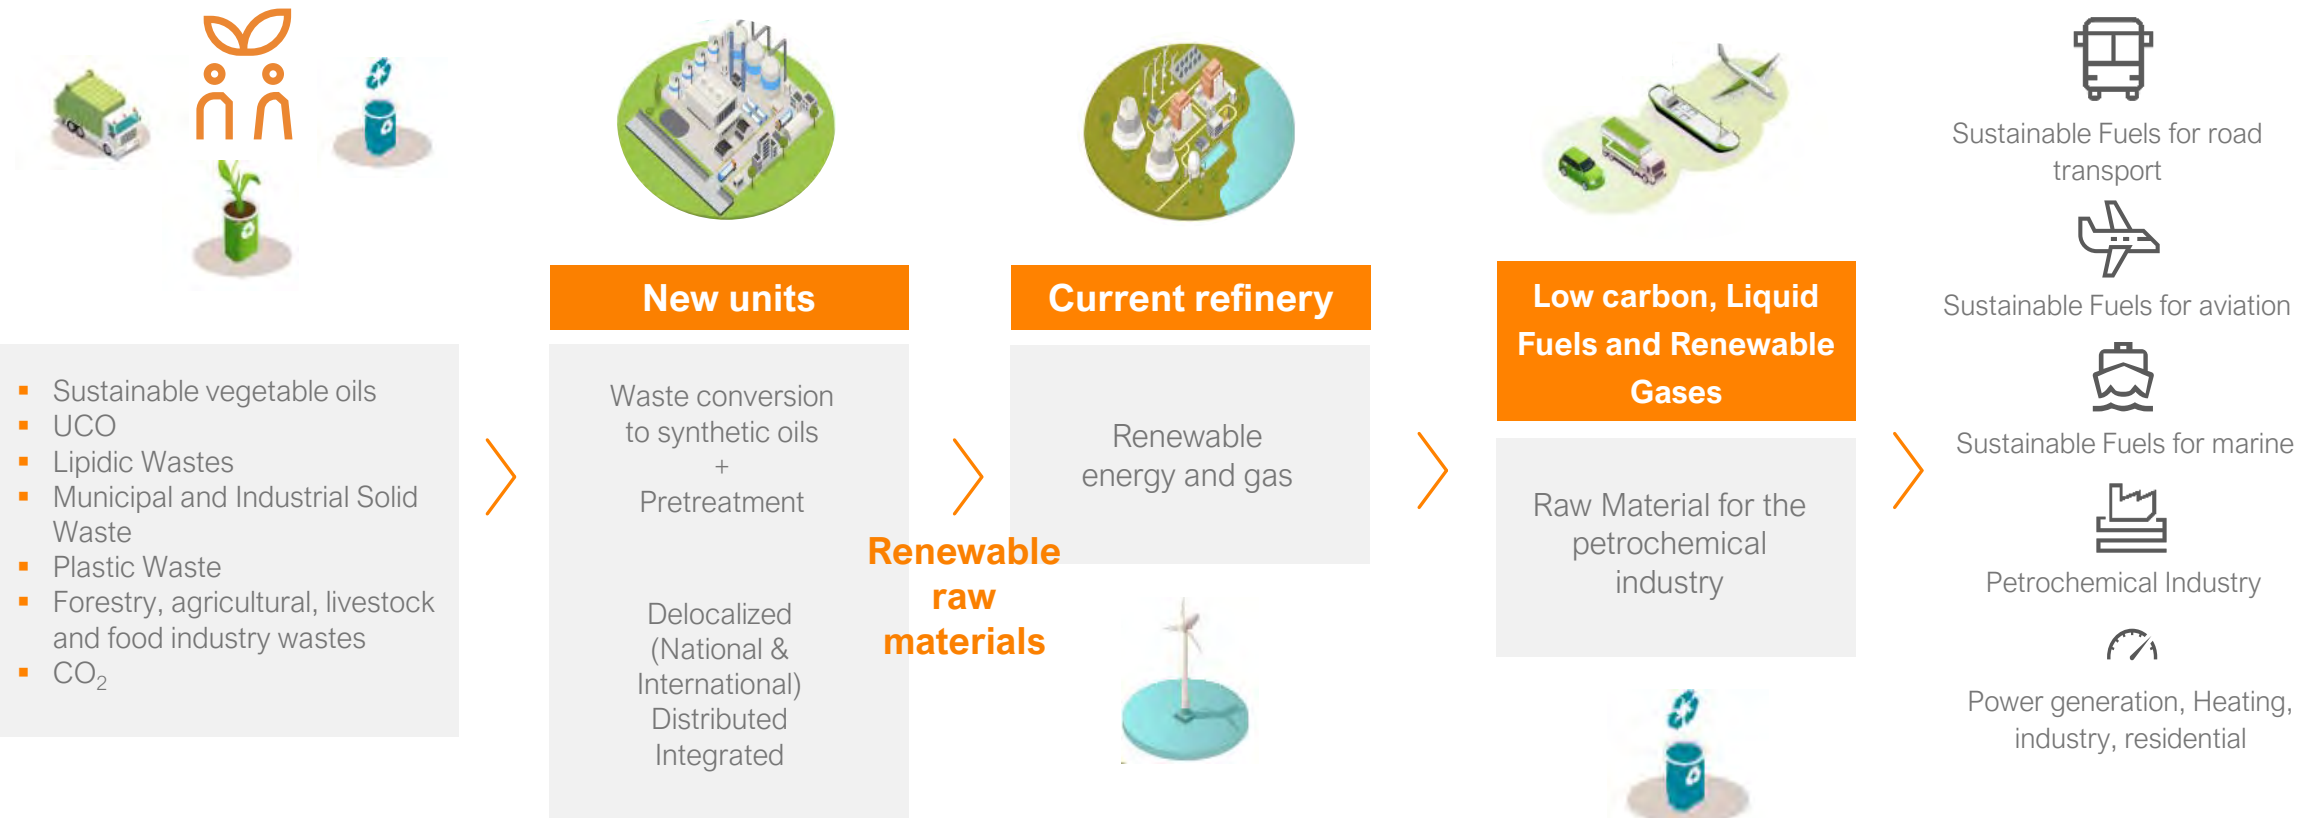 Sustainable vegetable oils
UCO
Lipidic Wastes
Municipal and Industrial Solid
Waste
Plastic Waste
Forestry, agricultural, livestock
and food industry wastes
CO₂
New units
Waste conversion
to synthetic oils
+
Pretreatment
Delocalized
(National &
International)
Distributed
Integrated
Renewable
raw
materials
Current refinery
Renewable
energy and gas
Low carbon, Liquid
Fuels and Renewable
Gases
Raw Material for the
petrochemical
industry
Sustainable Fuels for road
transport
Sustainable Fuels for aviation
Sustainable Fuels for marine
Petrochemical Industry
Power generation, Heating,
industry, residential